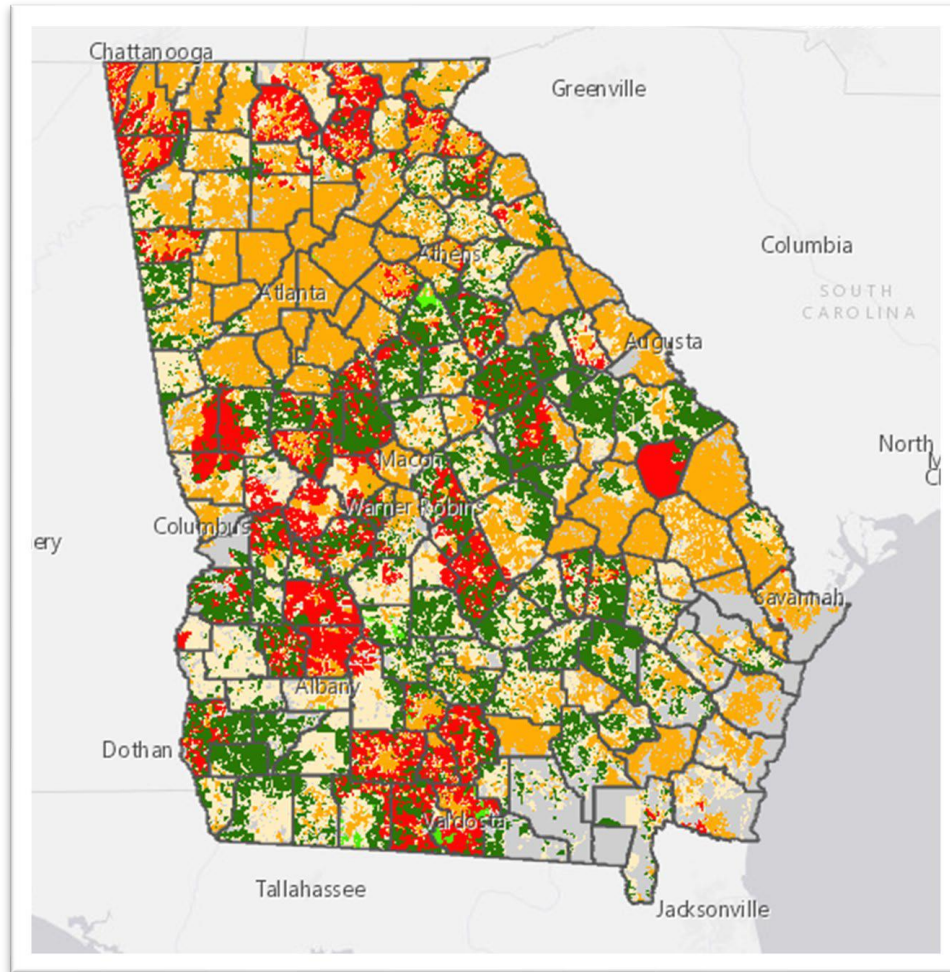 Chattanooga
Greenville
Columbia
Athens
SOUTH
CAROLINA
Atlanta
Augusta
North
Macon
Warner Robins
Columbus
ery
Savannah
Albany
Dothan
Valdosta
Tallahassee
Jacksonville